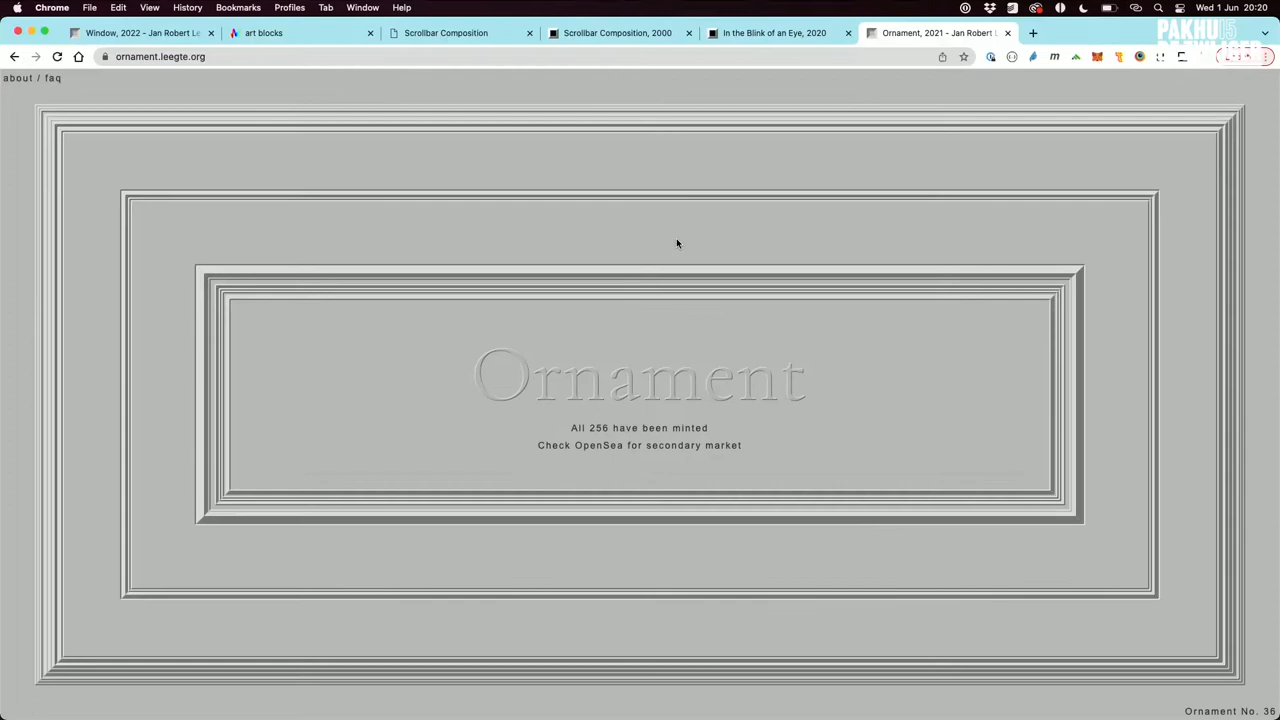 Chrome File Edit View History Bookmarks Profiles Tab Window Help Wed 1 Jun 20:20
Window, 2022 - Jan Robert Le art blocks Scrollbar Composition Scrollbar Composition, 2000 In the Blink of an Eye, 2020 Ornament, 2021 - Jan Robert L
ornament.leegte.org
PAKHUIS
about / faq
Ornament
All 256 have been minted
Check OpenSea for secondary market
Ornament No. 36